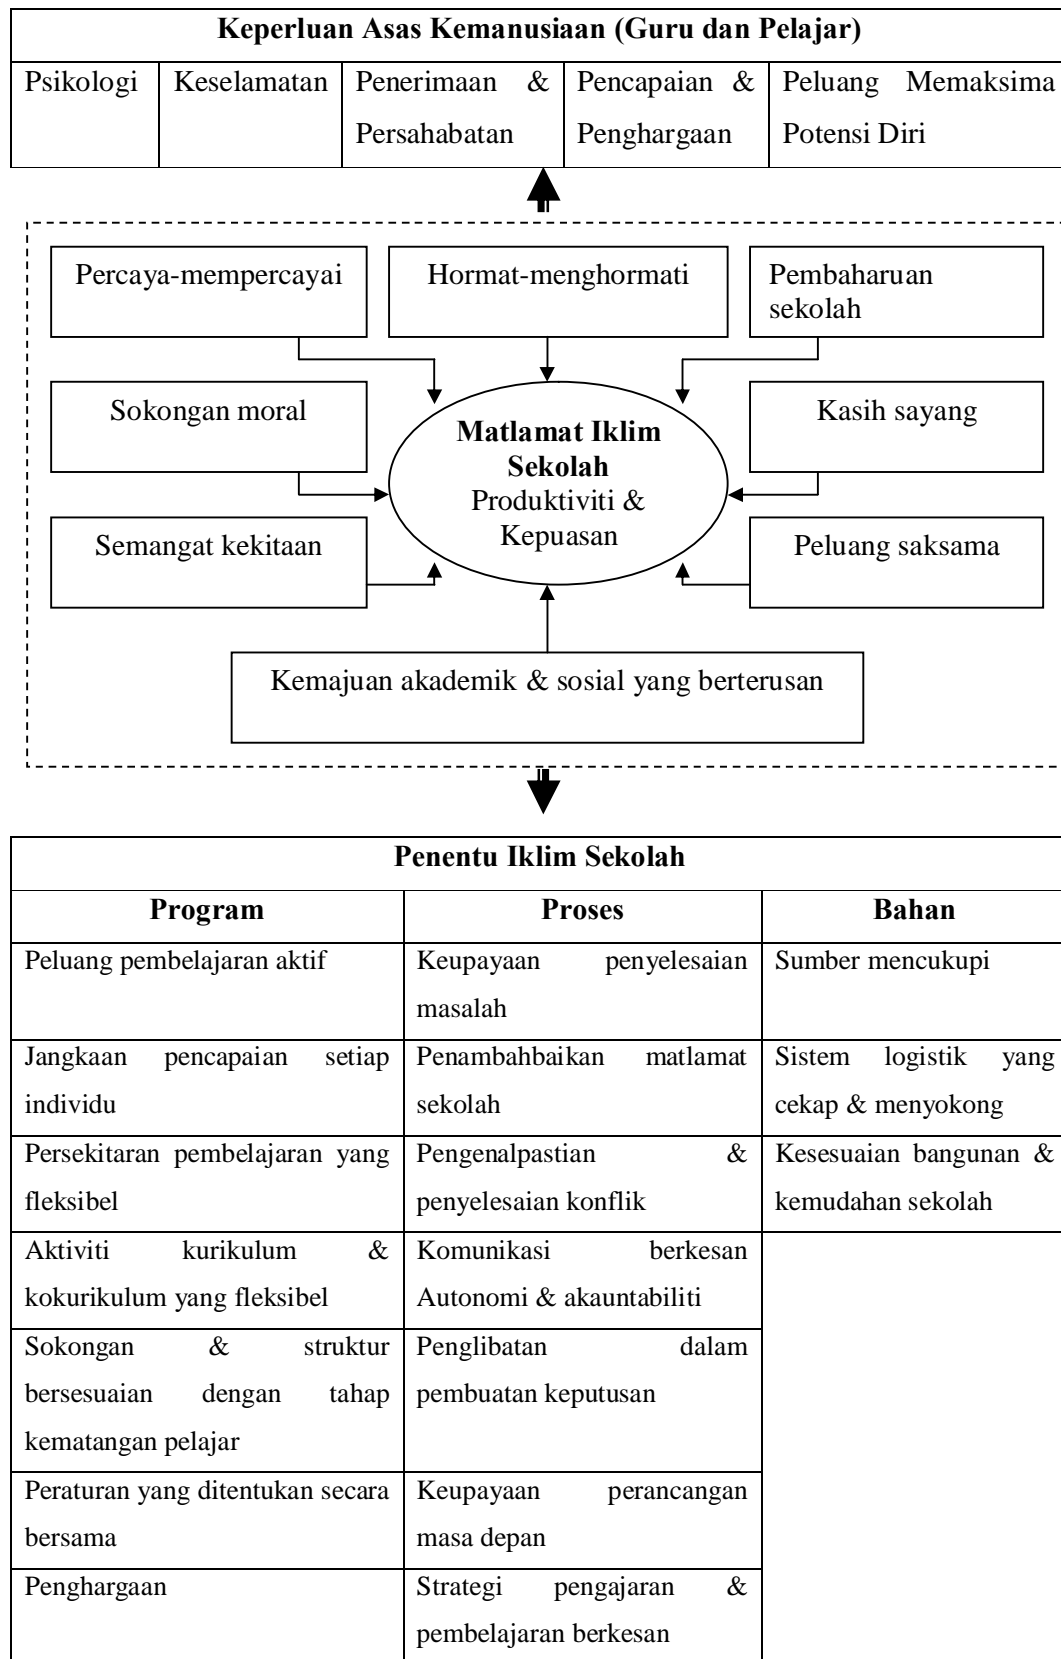 Keperluan Asas Kemanusiaan (Guru dan Pelajar)
Psikologi
Keselamatan
Penerimaan &
Persahabatan
Pencapaian &
Penghargaan
Peluang Memaksima
Potensi Diri
Percaya-mempercayai
Hormat-menghormati
Pembaharuan
sekolah
Sokongan moral
Matlamat Iklim
Sekolah
Produktiviti &
Kepuasan
Kasih sayang
Semangat kekitaan
Peluang saksama
Kemajuan akademik & sosial yang berterusan
Penentu Iklim Sekolah
Program
Proses
Bahan
Peluang pembelajaran aktif
Keupayaan penyelesaian
masalah
Sumber mencukupi
Jangkaan pencapaian setiap
individu
Penambahbaikan matlamat
sekolah
Sistem logistik yang
cekap & menyokong
Persekitaran pembelajaran yang
fleksibel
Pengenalpastian &
penyelesaian konflik
Kesesuaian bangunan &
kemudahan sekolah
Aktiviti kurikulum &
kokurikulum yang fleksibel
Komunikasi berkesan
Autonomi & akauntabiliti
Sokongan & struktur
bersesuaian dengan tahap
kematangan pelajar
Penglibatan dalam
pembuatan keputusan
Peraturan yang ditentukan secara
bersama
Keupayaan perancangan
masa depan
Penghargaan
Strategi pengajaran &
pembelajaran berkesan